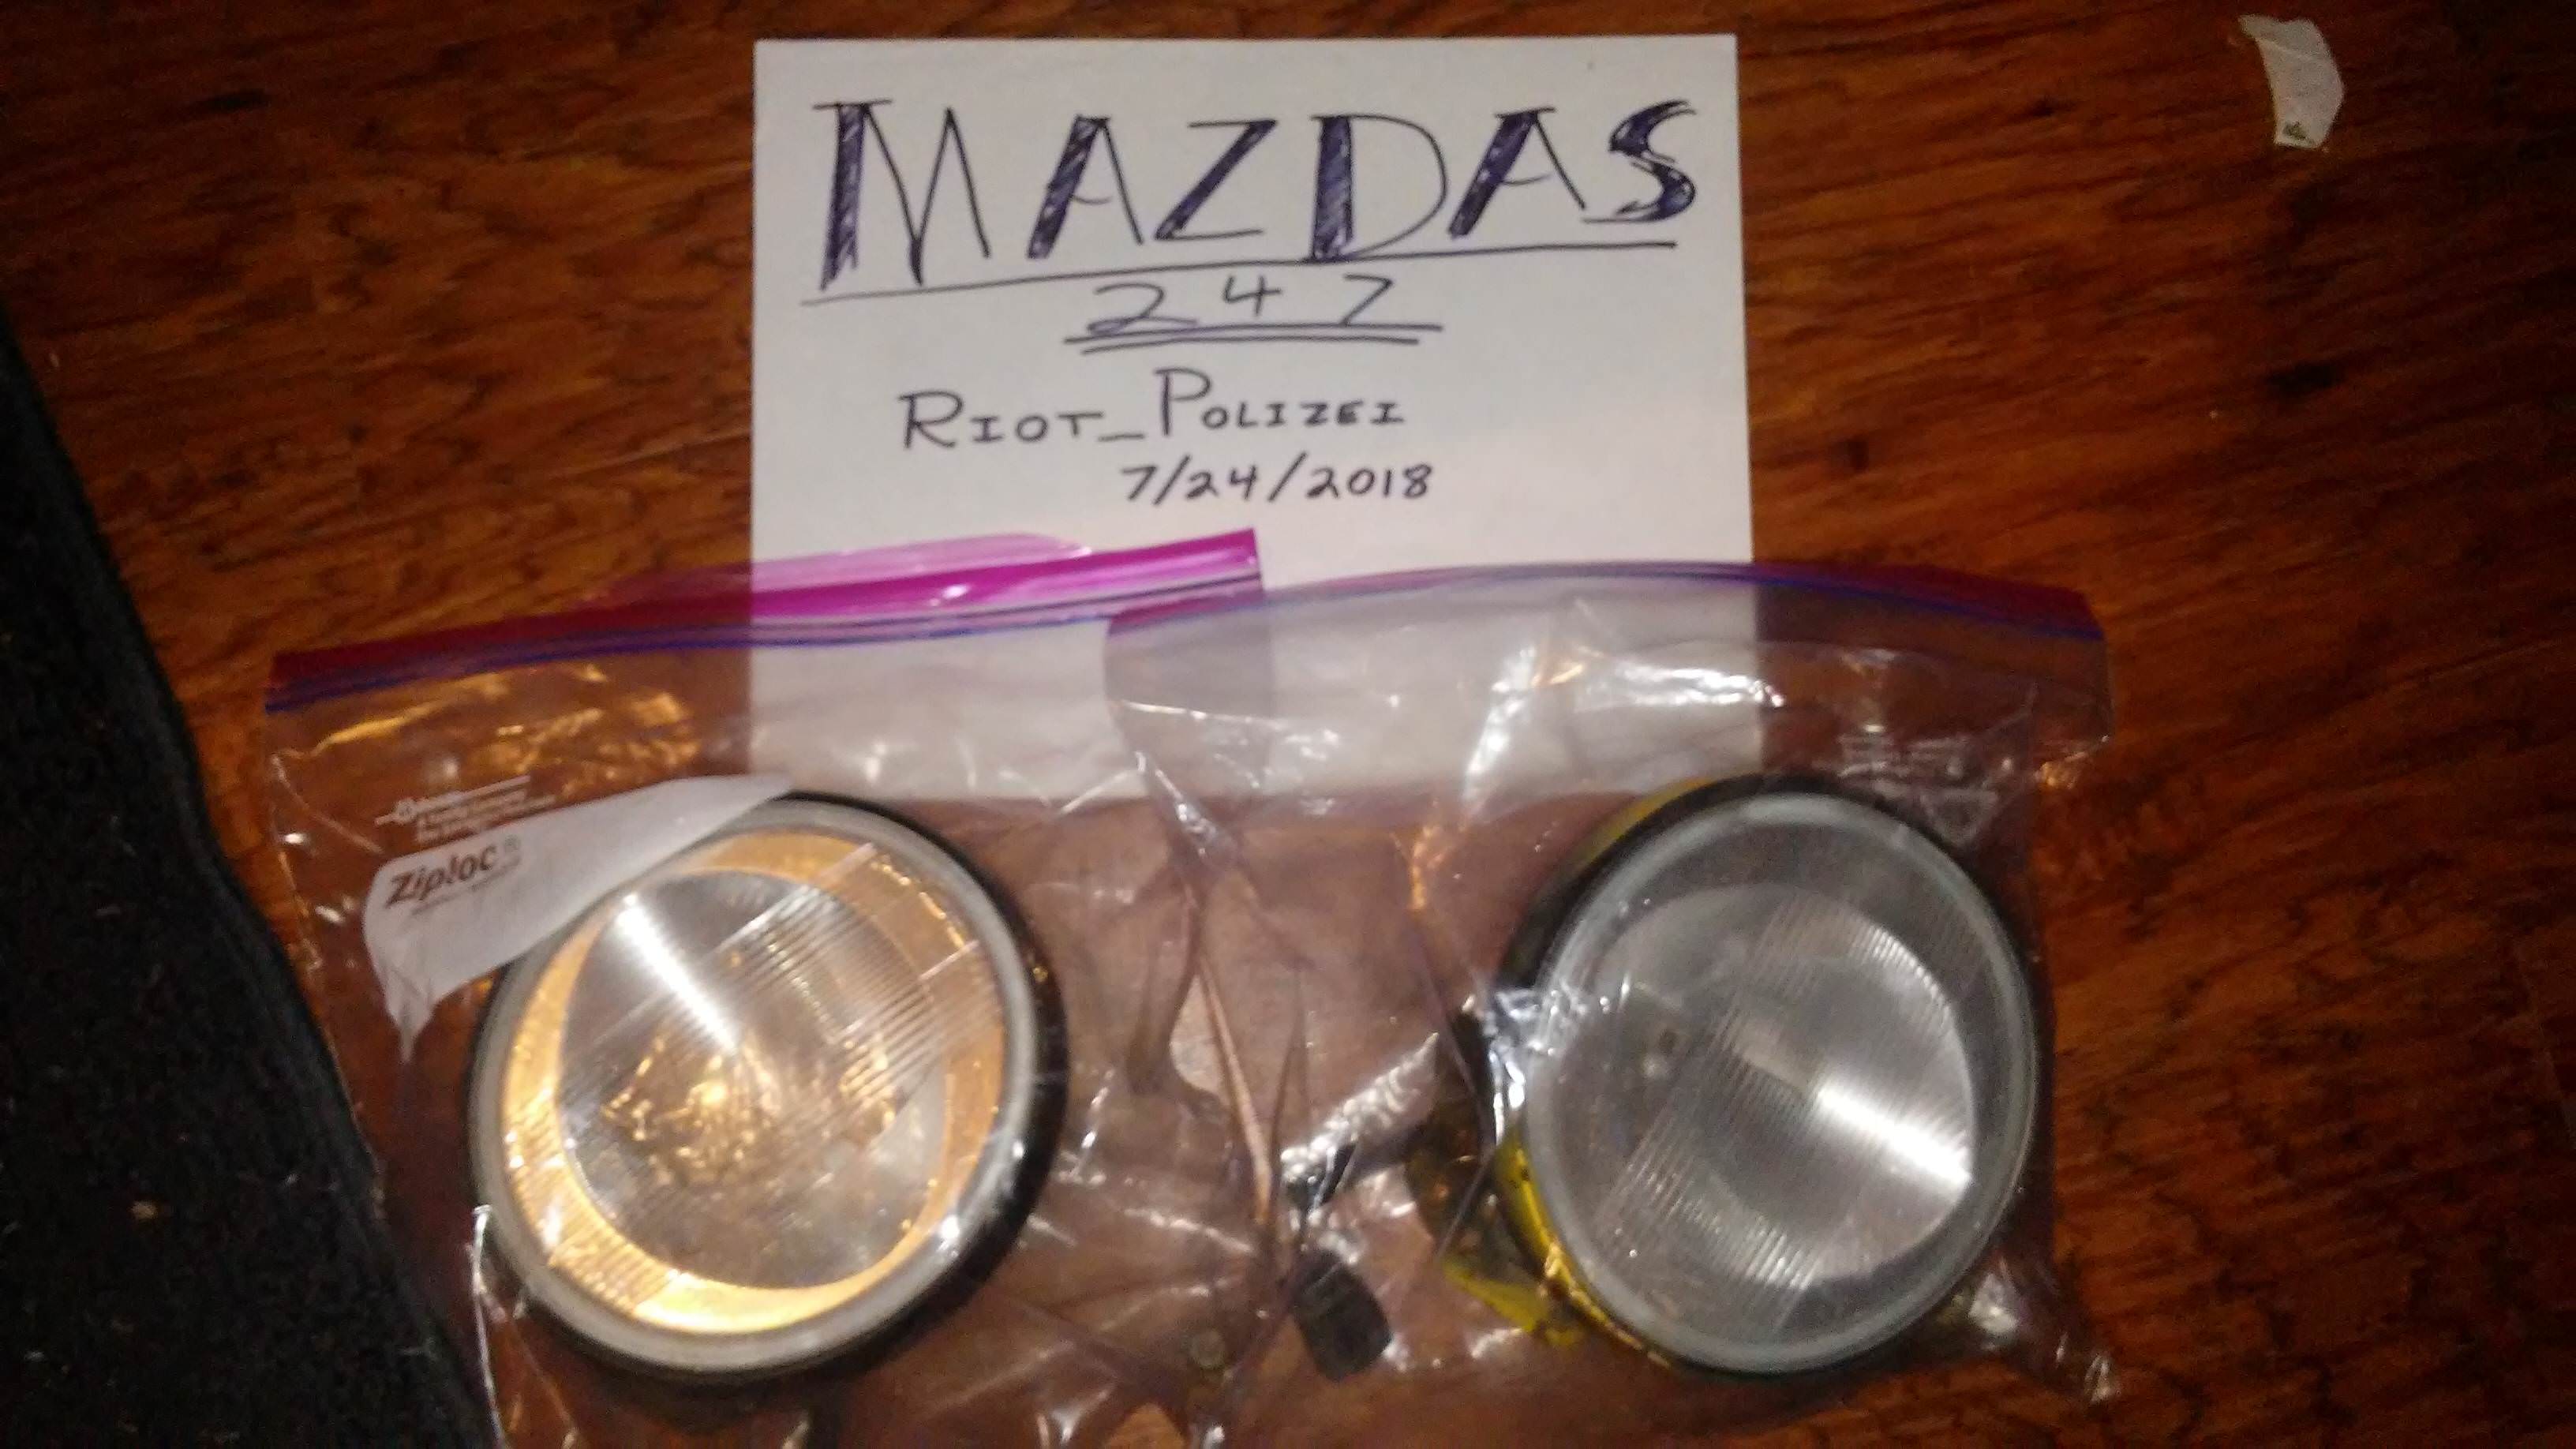 MAZDAS
247
RIOT_POLIZEI
7/24/2018
Ziploc®